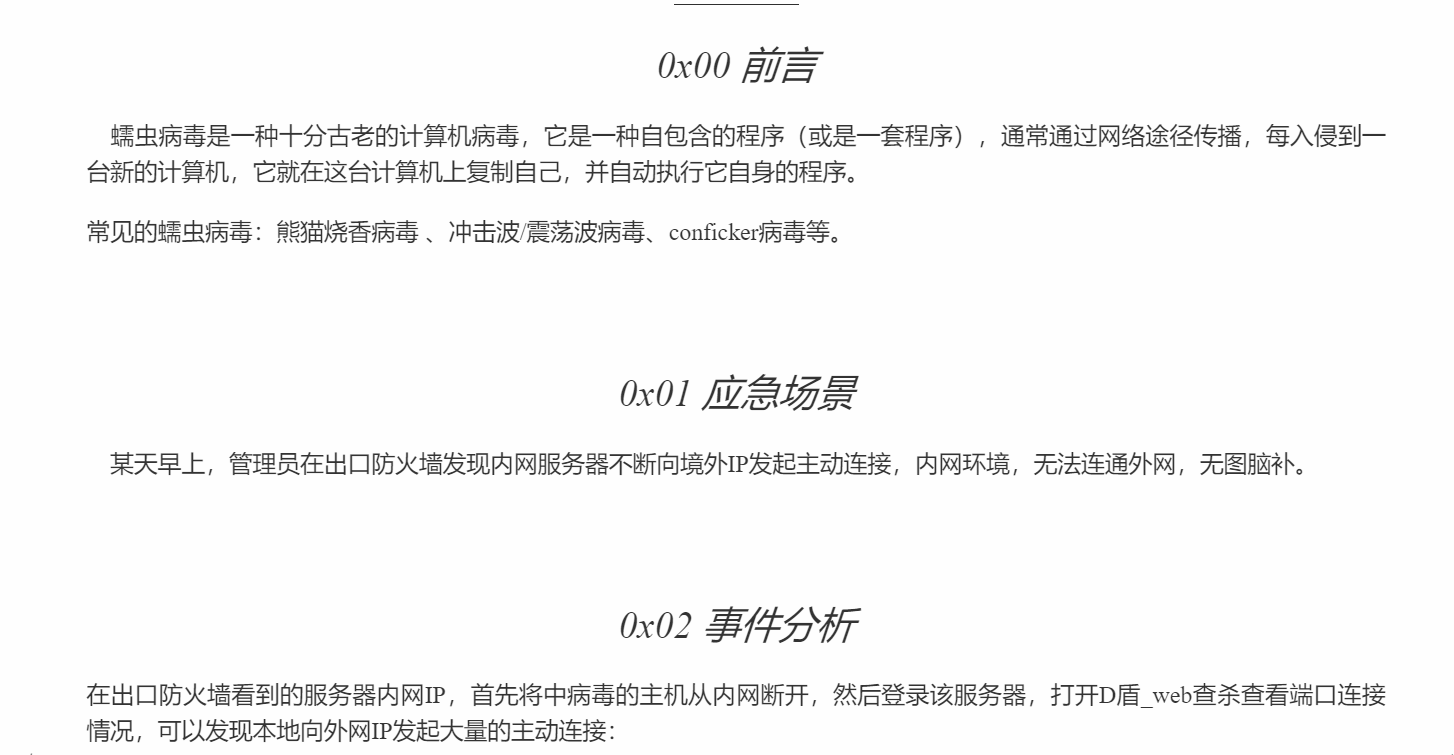 0x00 前言
蠕虫病毒是一种十分古老的计算机病毒，它是一种自包含的程序（或是一套程序），通常通过网络途径传播，每入侵到一
台新的计算机，它就在这台计算机上复制自己，并自动执行它自身的程序。
常见的蠕虫病毒：熊猫烧香病毒 、冲击波/震荡波病毒、conficker病毒等。
0x01 应急场景
某天早上，管理员在出口防火墙发现内网服务器不断向境外IP发起主动连接，内网环境，无法连通外网，无图脑补。
0x02 事件分析
在出口防火墙看到的服务器内网IP，首先将中病毒的主机从内网断开，然后登录该服务器，打开D盾_web查杀查看端口连接
情况，可以发现本地向外网IP发起大量的主动连接：